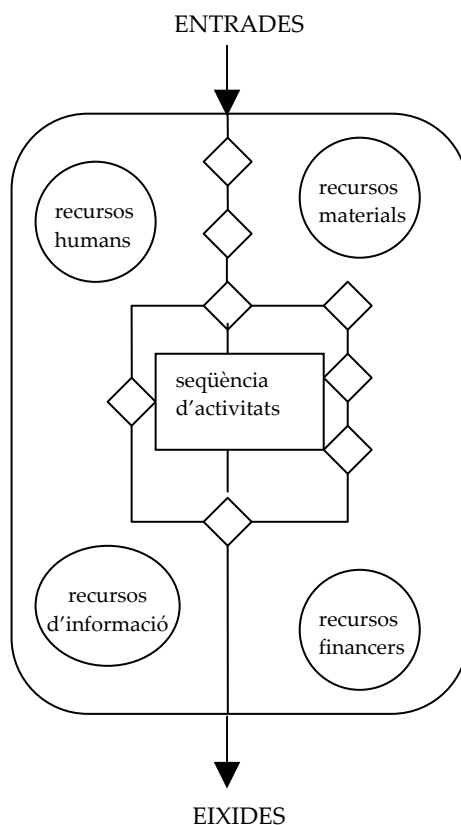 ENTRADES
recursos
humans
recursos
materials
seqüència
d’activitats
recursos
d’informació
recursos
financers
EIXIDES